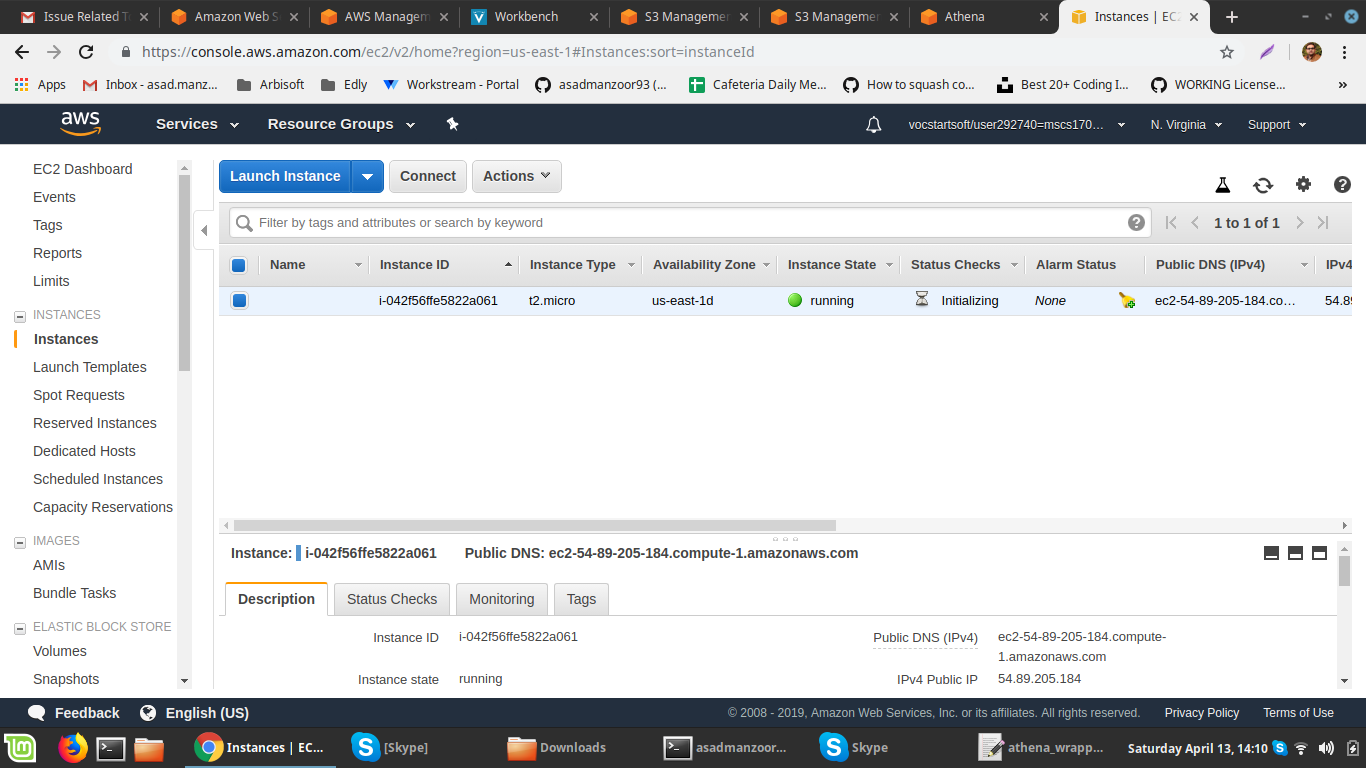 Issue Related T
Amazon Web S
AWS Managem
Workbench
S3 Manageme
S3 Manageme
Athena
Instances | EC
https://console.aws.amazon.com/ec2/v2/home?region=us-east-1#Instances:sort=instanceId
Apps
Inbox - asad.manz...
Arbisoft
Edly
Workstream - Portal
asadmanzoor93 (...
Cafeteria Daily Me...
How to squash co...
Best 20+ Coding I...
WORKING License...
»
aws
Services
Resource Groups
vocstartsoft/user292740=mscs170...
N. Virginia
Support
EC2 Dashboard
Events
Tags
Reports
Limits
INSTANCES
Instances
Launch Templates
Spot Requests
Reserved Instances
Dedicated Hosts
Scheduled Instances
Capacity Reservations
IMAGES
AMIs
Bundle Tasks
ELASTIC BLOCK STORE
Volumes
Snapshots
Launch Instance
Connect
Actions
Filter by tags and attributes or search by keyword
1 to 1 of 1
Name
Instance ID
Instance Type
Availability Zone
Instance State
Status Checks
Alarm Status
Public DNS (IPv4)
IPv4
i-042f56ffe5822a061
t2.micro
us-east-1d
running
Initializing
None
ec2-54-89-205-184.co...
54.89
Instance: i-042f56ffe5822a061 Public DNS: ec2-54-89-205-184.compute-1.amazonaws.com
Description
Status Checks
Monitoring
Tags
Instance ID i-042f56ffe5822a061
Public DNS (IPv4) ec2-54-89-205-184.compute-
1.amazonaws.com
Instance state running
IPv4 Public IP 54.89.205.184
Feedback
English (US)
© 2008 - 2019, Amazon Web Services, Inc. or its affiliates. All rights reserved.
Privacy Policy
Terms of Use
Instances | EC...
[Skype]
Downloads
asadmanzoor...
Skype
athena_wrapp...
Saturday April 13, 14:10